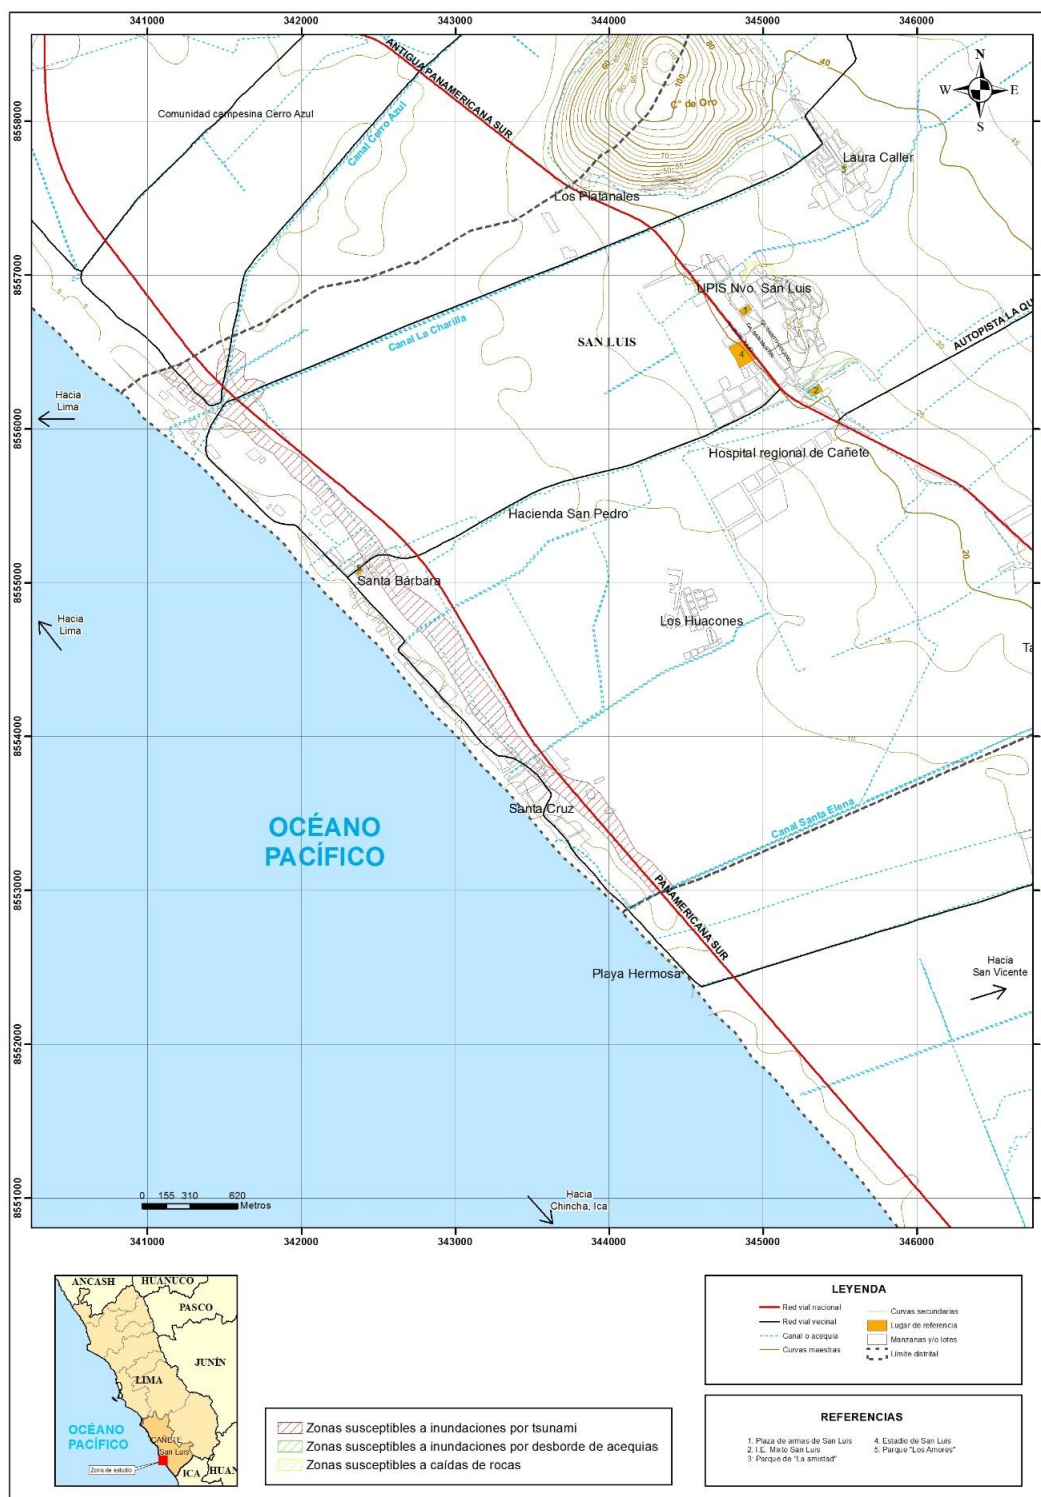 341000 342000 343000 344000 345000 346000
8558000
8557000
8556000
8555000
8554000
8553000
8552000
8551000
ANTIGUA PANAMERICANA SUR
C° de Oro
Comunidad campesina Cerro Azul
Canal Cerro Azul
N
W E
S
Laura Caller
Los Platanales
UPIS Nvo. San Luis
Canal La Charilla
SAN LUIS
AUTOPISTA LA QU
Hacia
Lima
Hospital regional de Cañete
Hacienda San Pedro
Santa Bárbara
Los Huacones
Hacia
Lima
Ta
Santa Cruz
Canal Santa Elena
OCÉANO
PACÍFICO
PANAMERICANA SUR
Playa Hermosa
Hacia
San Vicente
0 155 310 620
Metros
Hacia
Chincha, Ica
341000 342000 343000 344000 345000 346000
ANCASH
HUANUCO
PASCO
JUNÍN
LIMA
OCÉANO
PACÍFICO
CAÑETE
San Luis
Zona de estudio
ICA
HUAN
Zonas susceptibles a inundaciones por tsunami
Zonas susceptibles a inundaciones por desborde de acequias
Zonas susceptibles a caídas de rocas
LEYENDA
Red vial nacional
Red vial vecinal
Canal o acequia
Curvas maestras
Curvas secundarias
Lugar de referencia
Manzanas y/o lotes
Límite distrital
REFERENCIAS
1. Plaza de armas de San Luis
2. I.E. Mixto San Luis
3: Parque de "La amistad"
4. Estadio de San Luis
5. Parque "Los Amores"